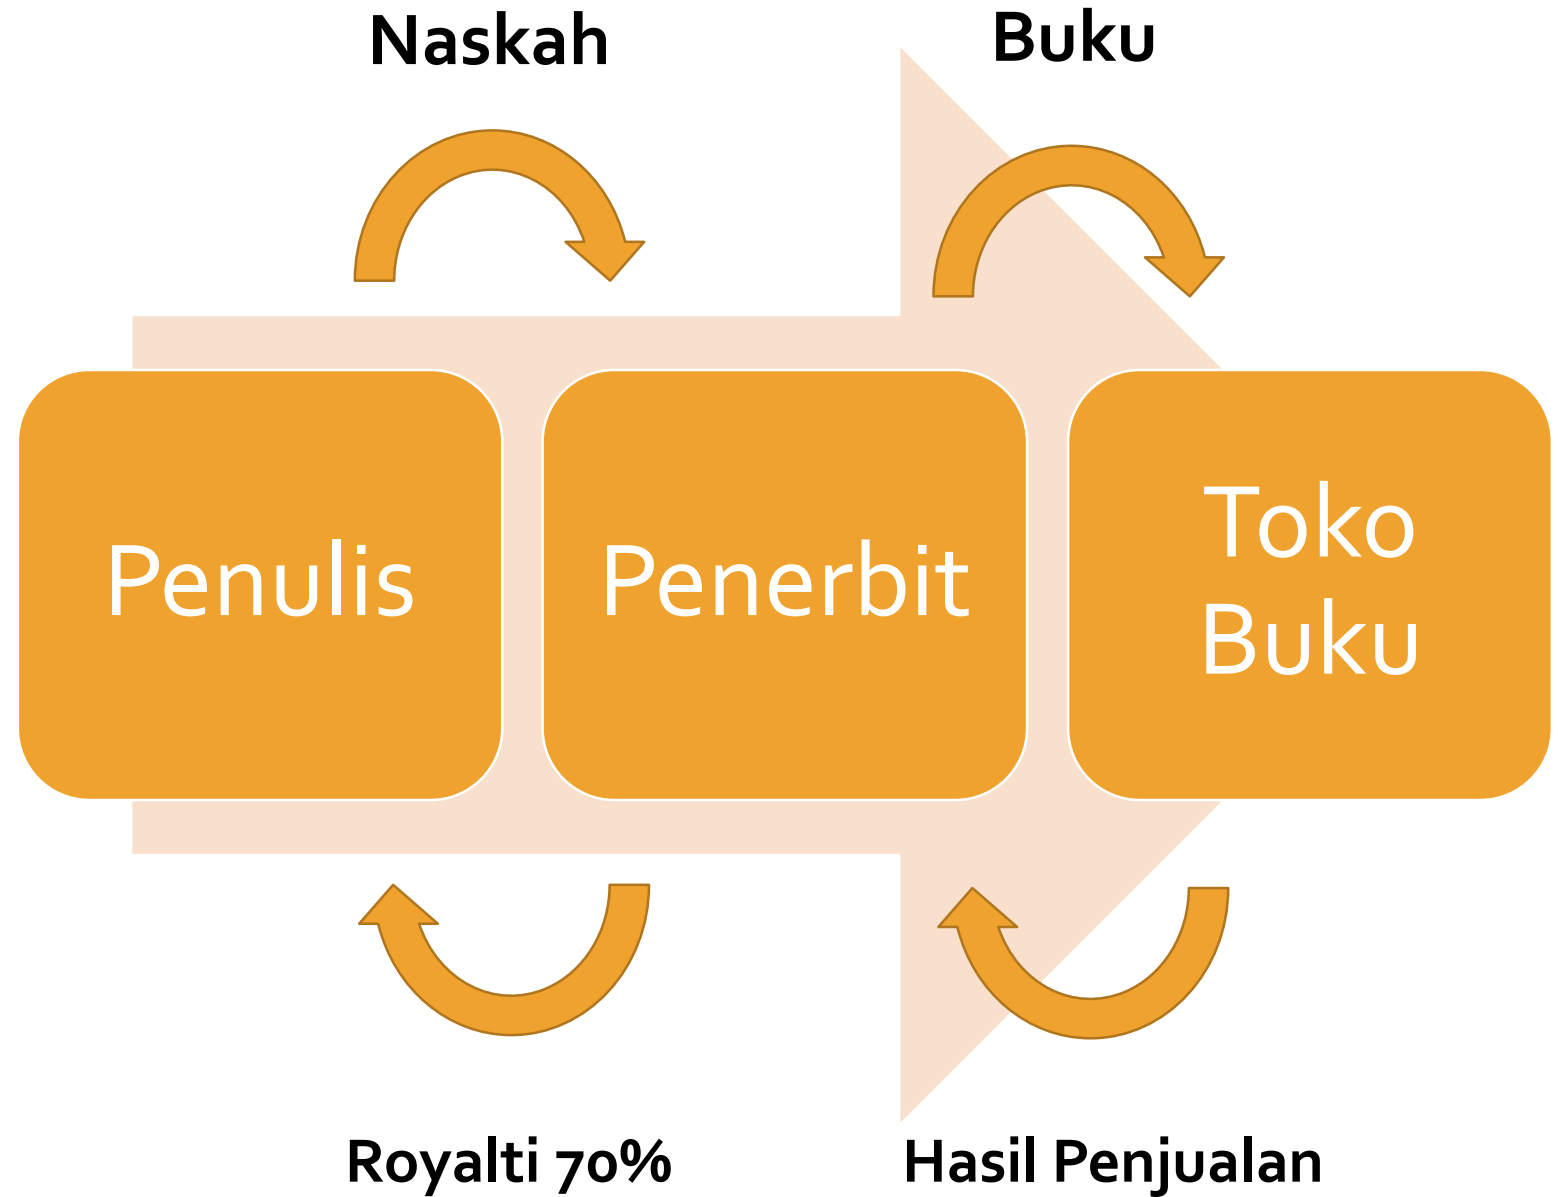 Naskah
Buku
Penulis
Penerbit
Toko
Buku
Royalti 70%
Hasil Penjualan